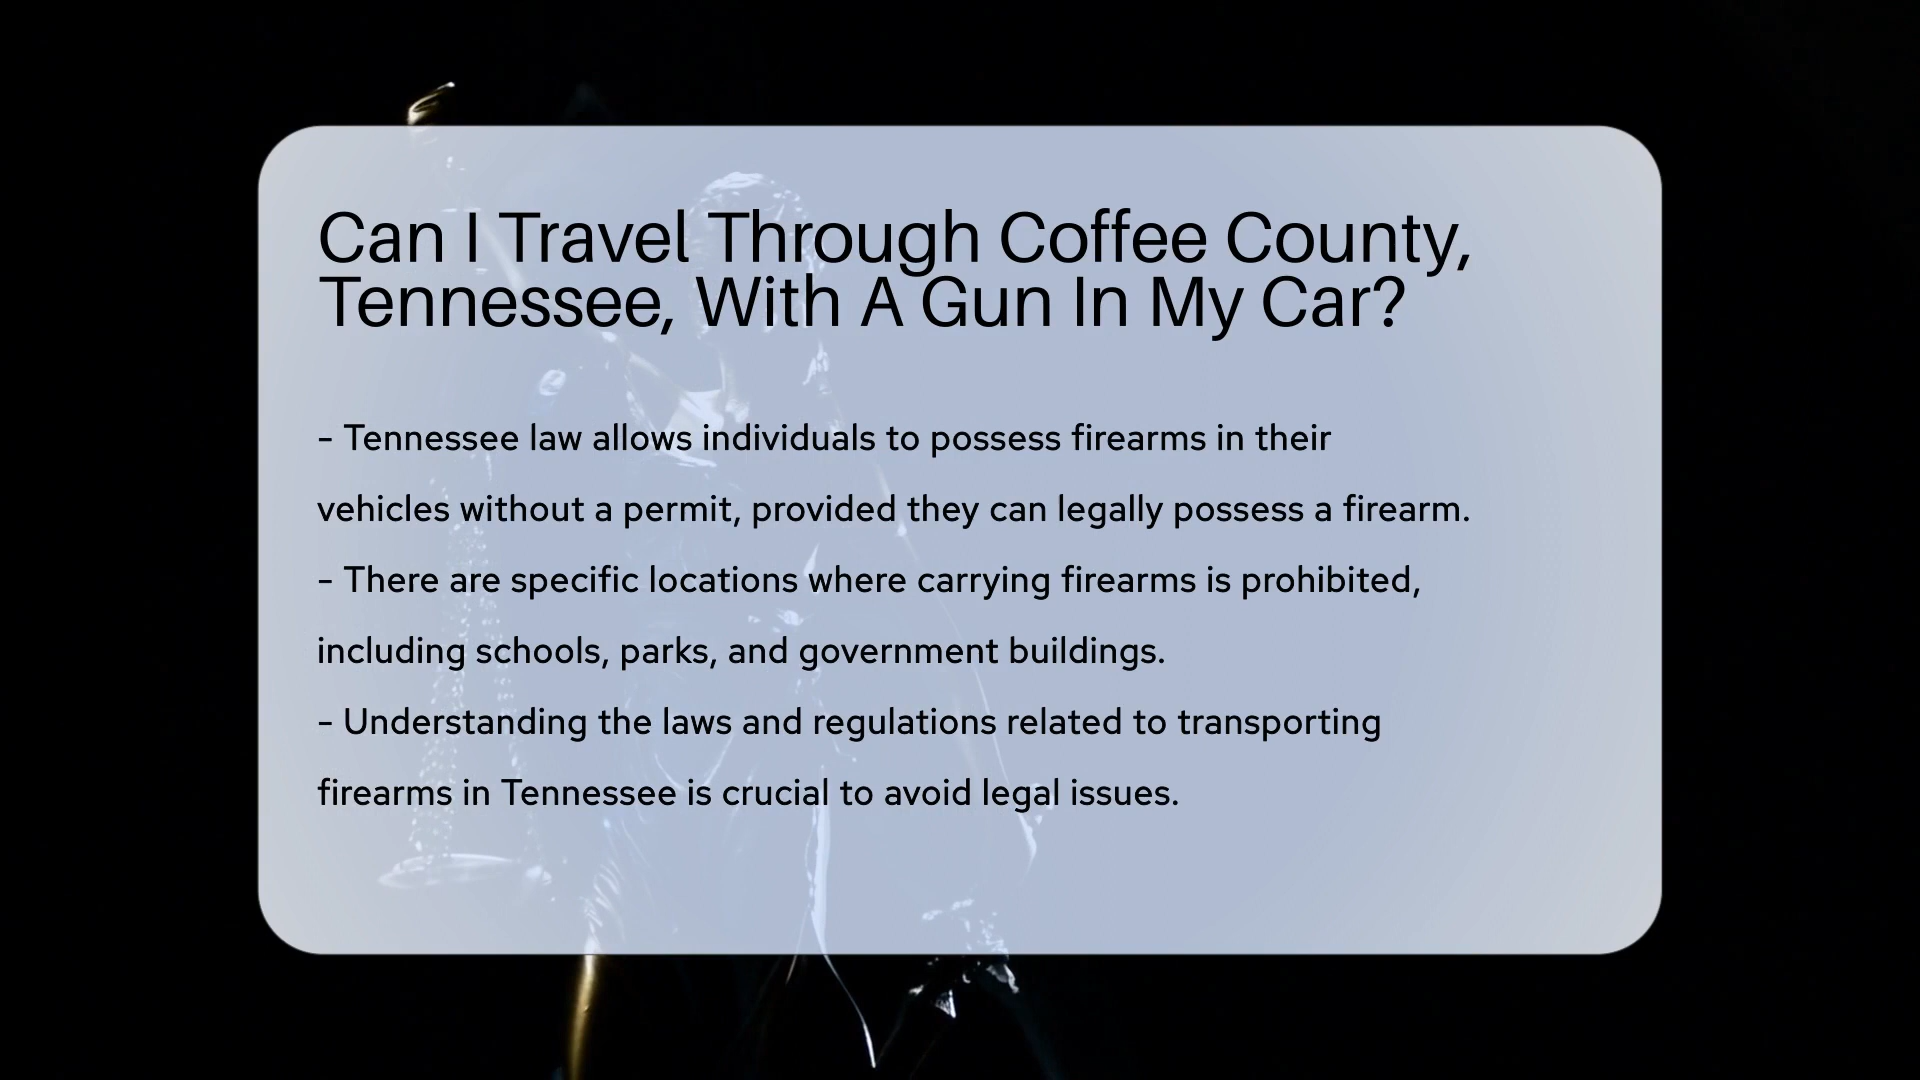 Can I Travel Through Coffee County,
Tennessee, With A Gun In My Car?
- Tennessee law allows individuals to possess firearms in their
vehicles without a permit, provided they can legally possess a firearm.
- There are specific locations where carrying firearms is prohibited,
including schools, parks, and government buildings.
- Understanding the laws and regulations related to transporting
firearms in Tennessee is crucial to avoid legal issues.